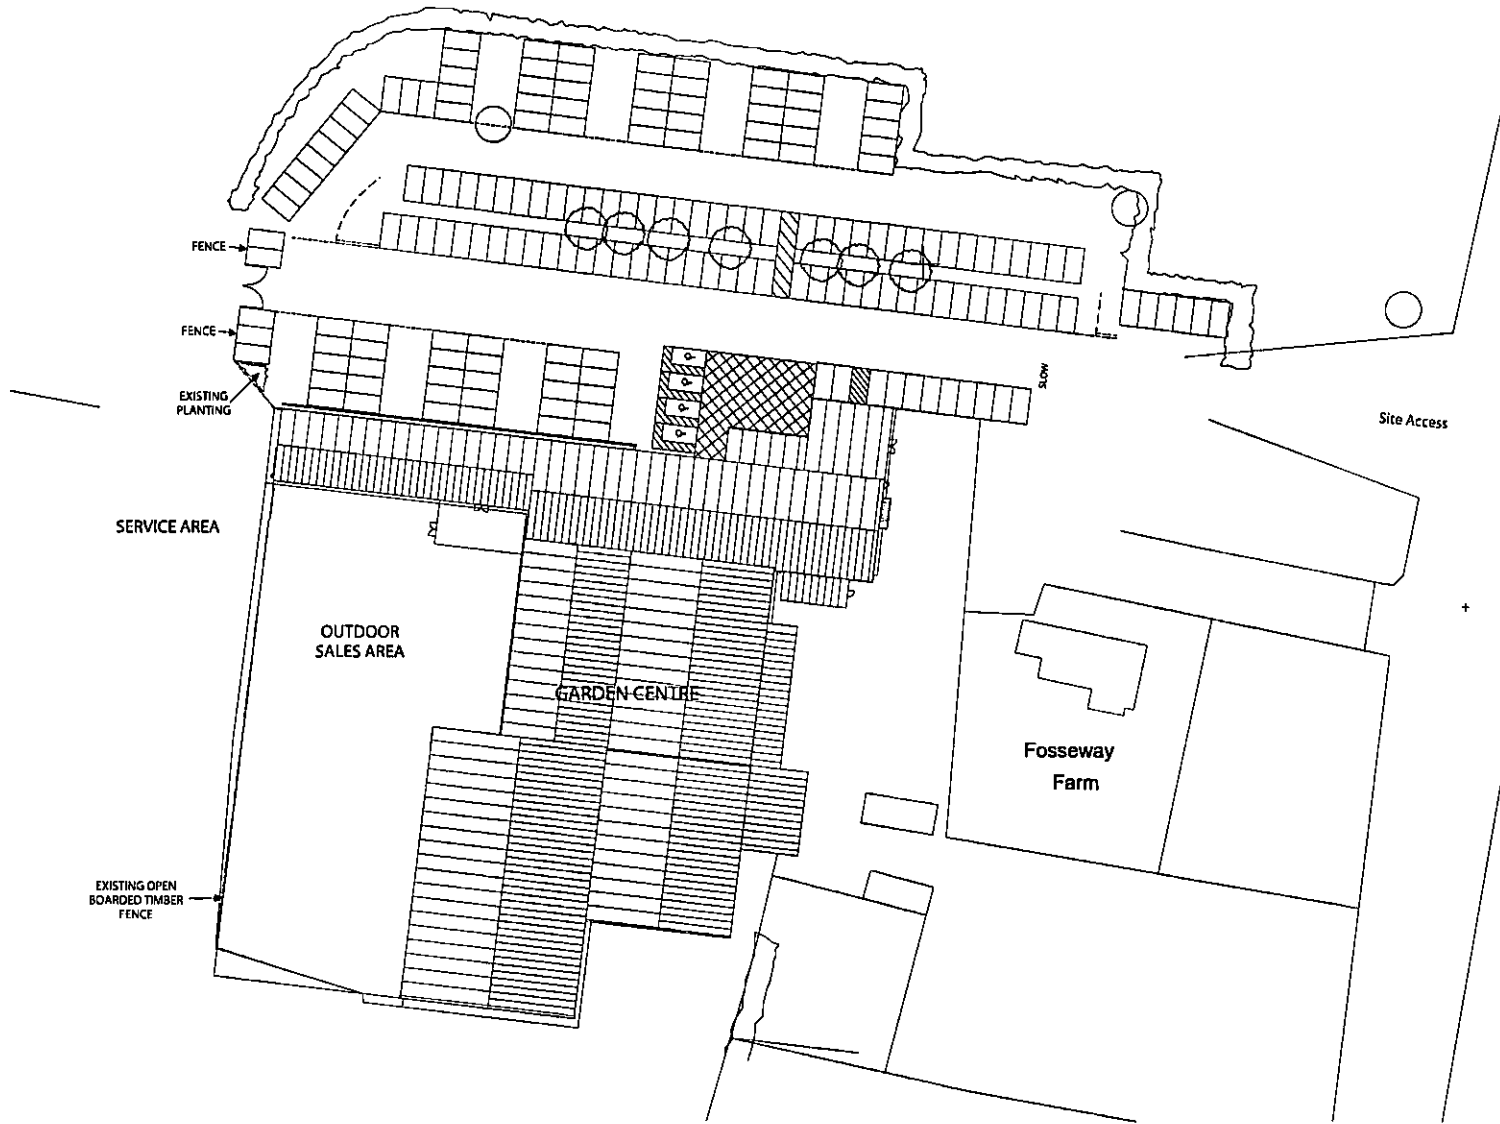 FENCE
FENCE
EXISTING
PLANTING
SLOW
Site Access
SERVICE AREA
OUTDOOR
SALES AREA
GARDEN CENTRE
Fosseway
Farm
EXISTING OPEN
BOARDED TIMBER
FENCE